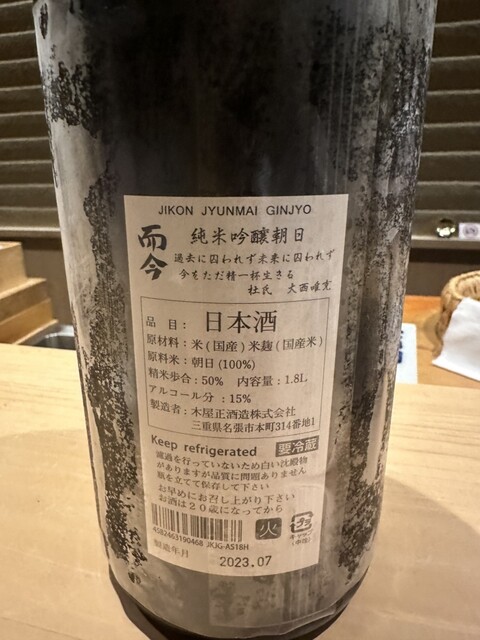 JIKON JYUNMAI GINJYO
而今
純米吟醸朝日
過去に囚われず未来に囚われず
今をただ精一杯生きる
杜氏 大西唯克
品目：日本酒
原材料：米(国産)米麹(国産米)
原料米：朝日(100%)
精米歩合：50% 内容量：1.8L
アルコール分：15%
製造者：木屋正酒造株式会社
三重県名張市本町314番地1
Keep refrigerated 要冷蔵
濾過を行っていないため白い沈殿物
がありますが品質に問題ありません
瓶を立てて保存して下さい
お早めにお召し上がり下さい
お酒は20歳になってから
4582463190468 JKJG-AS18H
火
キャップ
製造年月 2023.07